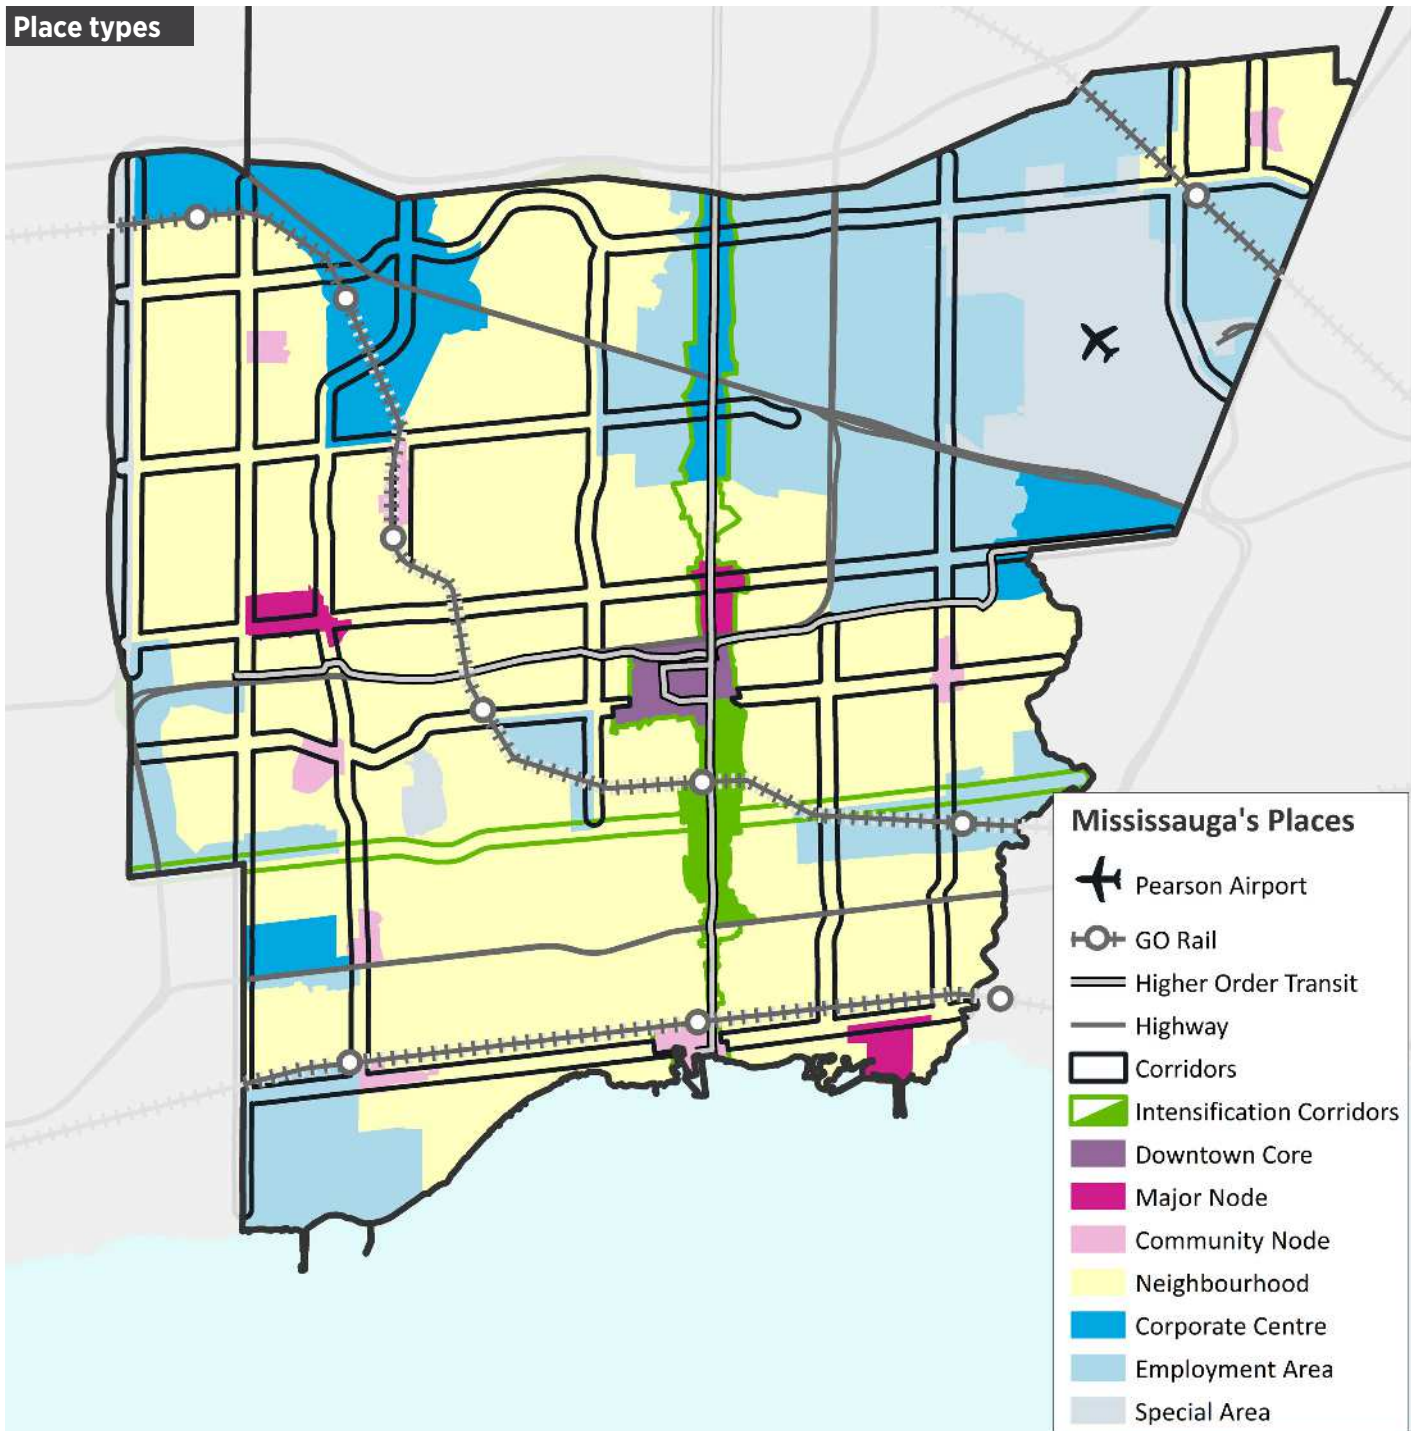 Place types
Mississauga's Places
Pearson Airport
GO Rail
Higher Order Transit
Highway
Corridors
Intensification Corridors
Downtown Core
Major Node
Community Node
Neighbourhood
Corporate Centre
Employment Area
Special Area